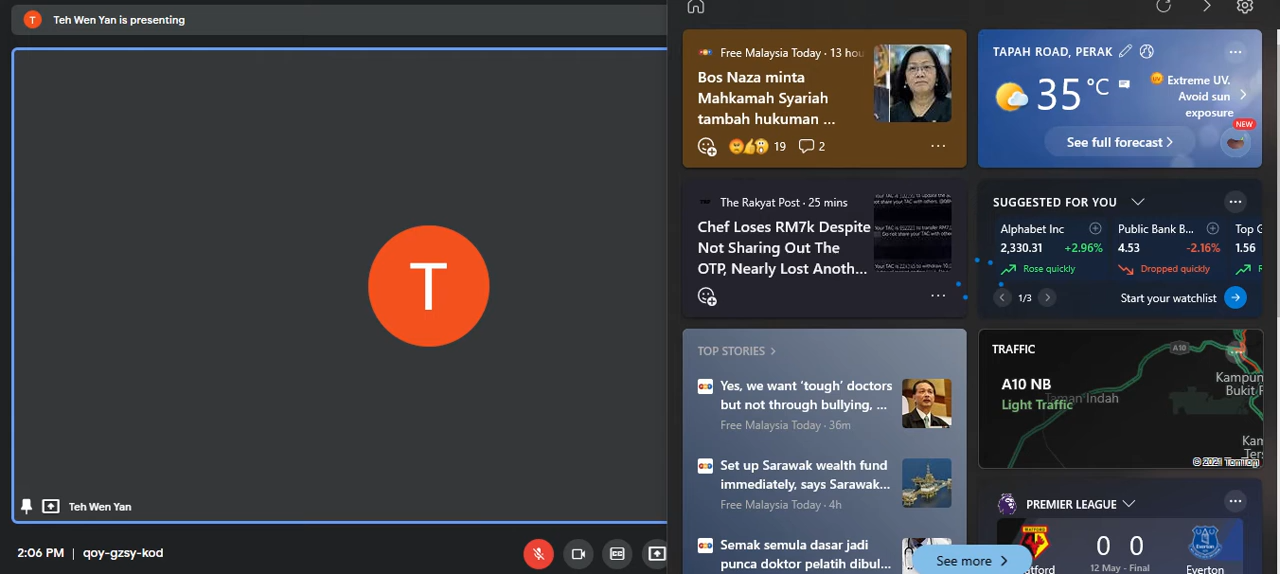 T Teh Wen Yan is presenting
T
Teh Wen Yan
2:06 PM | qoy-gzsy-kod
Free Malaysia Today · 13 hou
Bos Naza minta
Mahkamah Syariah
tambah hukuman ...
19 2
TAPAH ROAD, PERAK
35 °C
Extreme UV.
Avoid sun
exposure
NEW
See full forecast
The Rakyat Post · 25 mins
Chef Loses RM7k Despite
Not Sharing Out The
OTP, Nearly Lost Anoth...
SUGGESTED FOR YOU
Alphabet Inc
2,330.31 +2.96%
Rose quickly
Public Bank B...
4.53 -2.16%
Dropped quickly
Top G
1.56
1/3
Start your watchlist
TOP STORIES
Yes, we want ‘tough’ doctors
but not through bullying, ...
Free Malaysia Today · 36m
Set up Sarawak wealth fund
immediately, says Sarawak...
Free Malaysia Today · 4h
Semak semula dasar jadi
punca doktor pelatih dibul...
See more
TRAFFIC
A10 NB
Light Traffic
A10
Taman Indah
Kampun
Bukit P
Kam
Ters
© 2021 TomTom
PREMIER LEAGUE
WATFORD
0 0
12 May - Final
tford
Everton